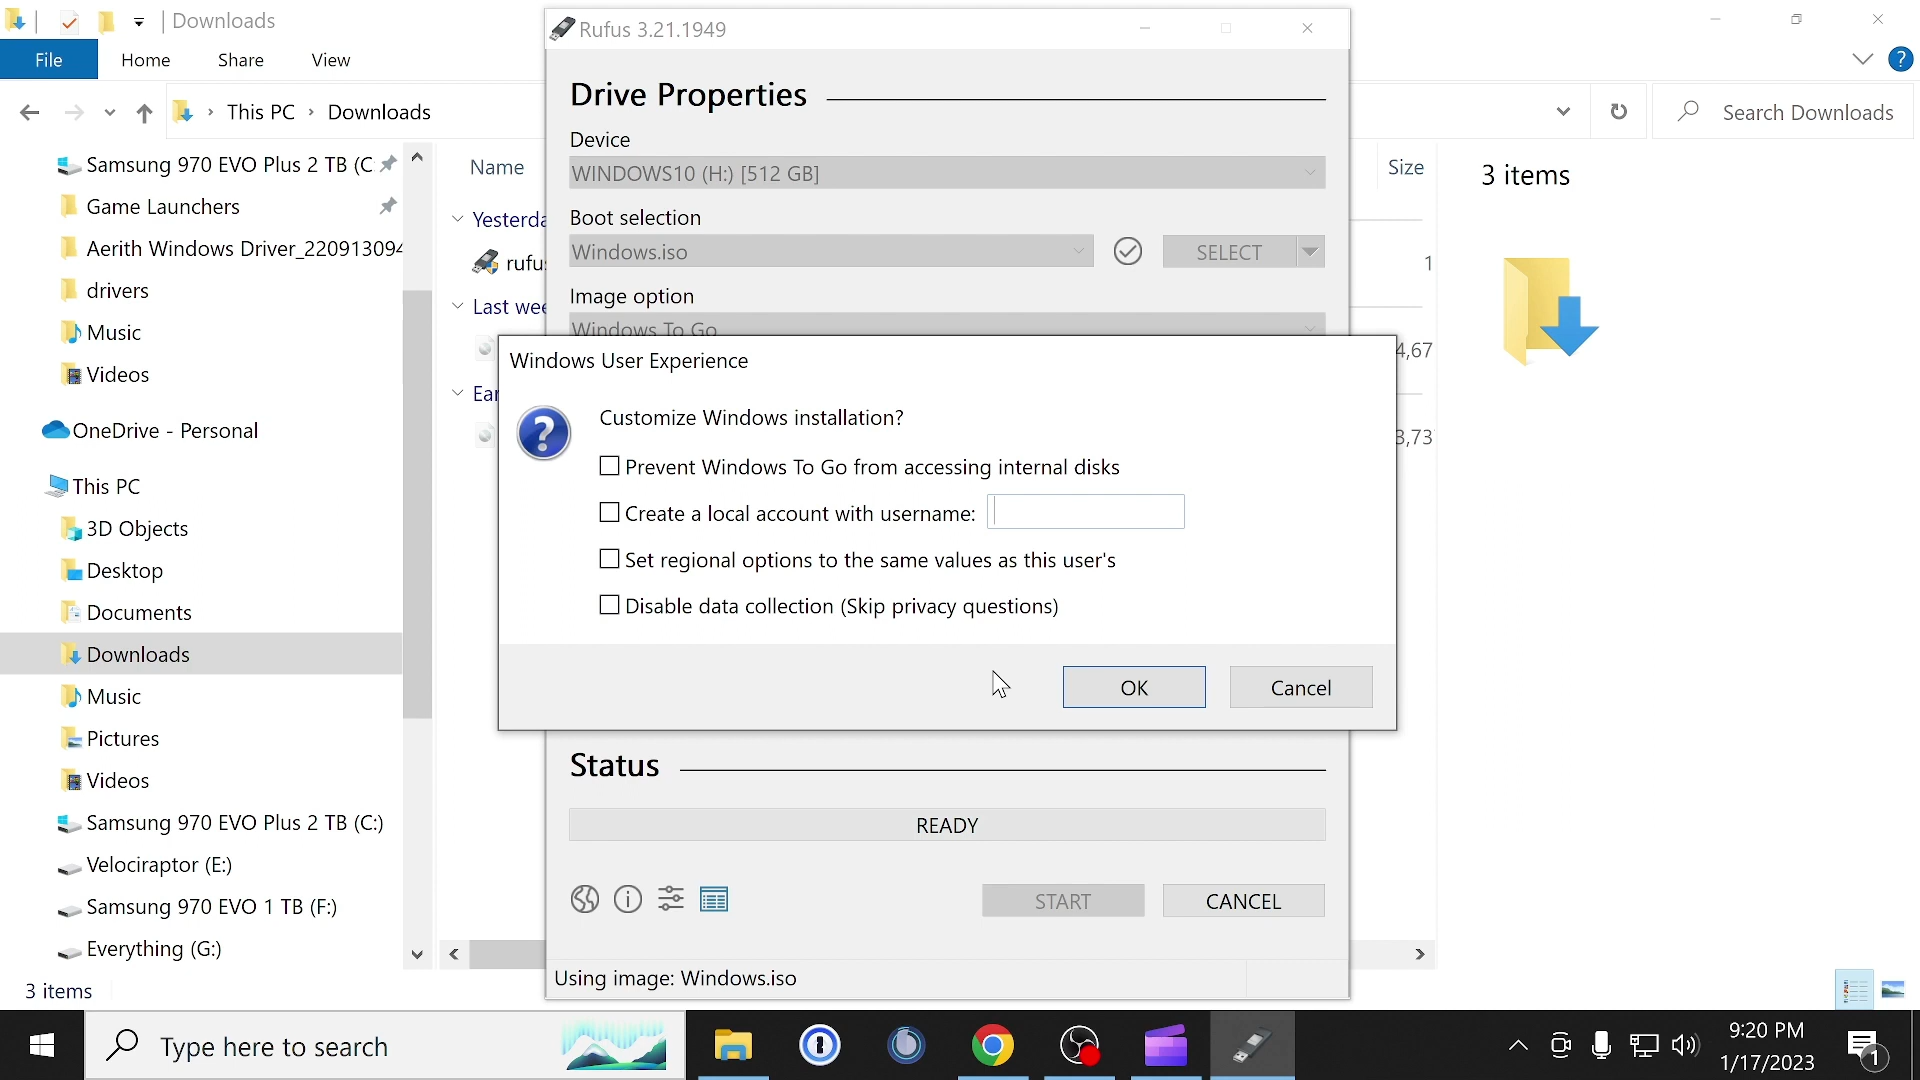 Downloads
Rufus 3.21.1949
File
Home
Share
View
Drive Properties
This PC
Downloads
Search Downloads
Device
WINDOWS10 (H:) [512 GB]
Boot selection
Windows.iso
SELECT
Image option
Windows To Go
Samsung 970 EVO Plus 2 TB (C
Game Launchers
Aerith Windows Driver_220913094
drivers
Music
Videos
OneDrive - Personal
This PC
3D Objects
Desktop
Documents
Downloads
Music
Pictures
Videos
Samsung 970 EVO Plus 2 TB (C:)
Velociraptor (E:)
Samsung 970 EVO 1 TB (F:)
Everything (G:)
Name
Size
Yesterda
rufus
1
Last wee
4,67
Ear
3,73
3 items
Windows User Experience
Customize Windows installation?
Prevent Windows To Go from accessing internal disks
Create a local account with username:
Set regional options to the same values as this user's
Disable data collection (Skip privacy questions)
OK
Cancel
Status
READY
START
CANCEL
Using image: Windows.iso
3 items
Type here to search
9:20 PM
1/17/2023
1